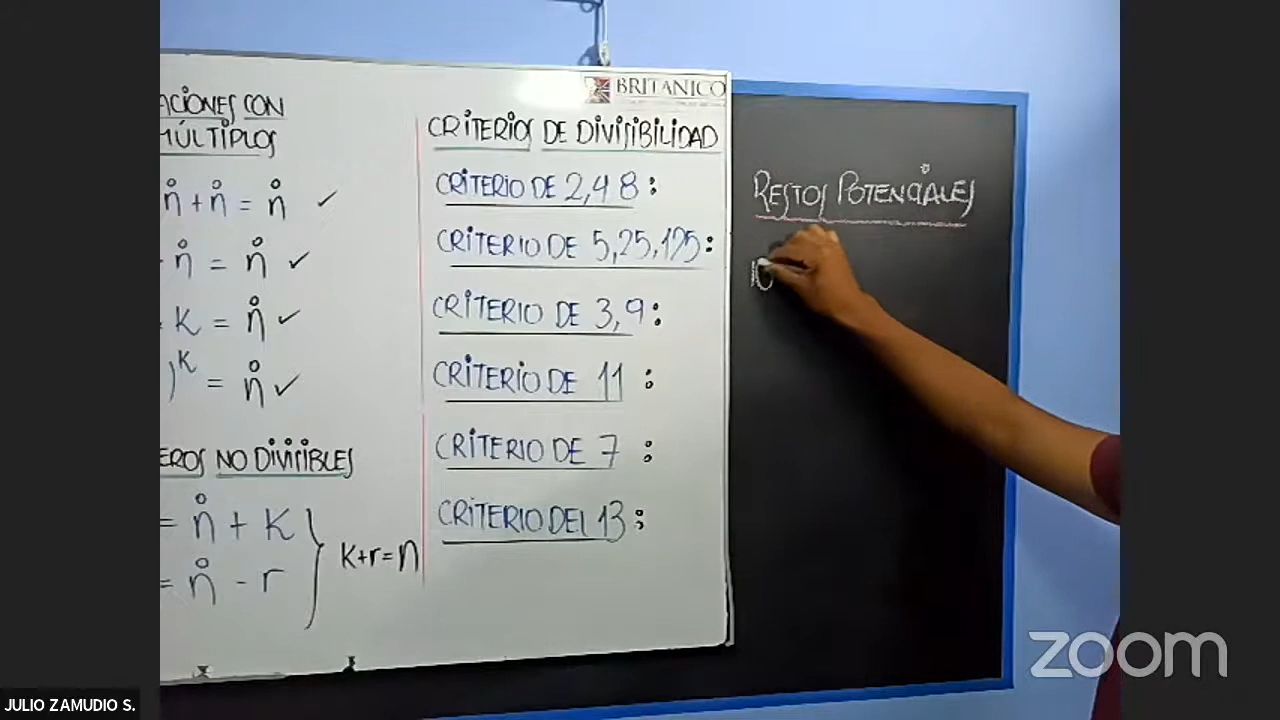 ACIONES CON
MÚLTIPLOS
n̊ + n̊ = n̊ ✓
- n̊ = n̊ ✓
. K = n̊ ✓
)ᴷ = n̊ ✓
EROS NO DIVISIBLES
= n̊ + K
= n̊ - r
K+r=n
BRITANICO
CRITERIOS DE DIVISIBILIDAD
CRITERIO DE 2,4 8 :
CRITERIO DE 5,25,125 :
CRITERIO DE 3,9 :
CRITERIO DE 11 :
CRITERIO DE 7 :
CRITERIO DEl 13 :
RESTOS POTENCIALES
zoom
JULIO ZAMUDIO S.